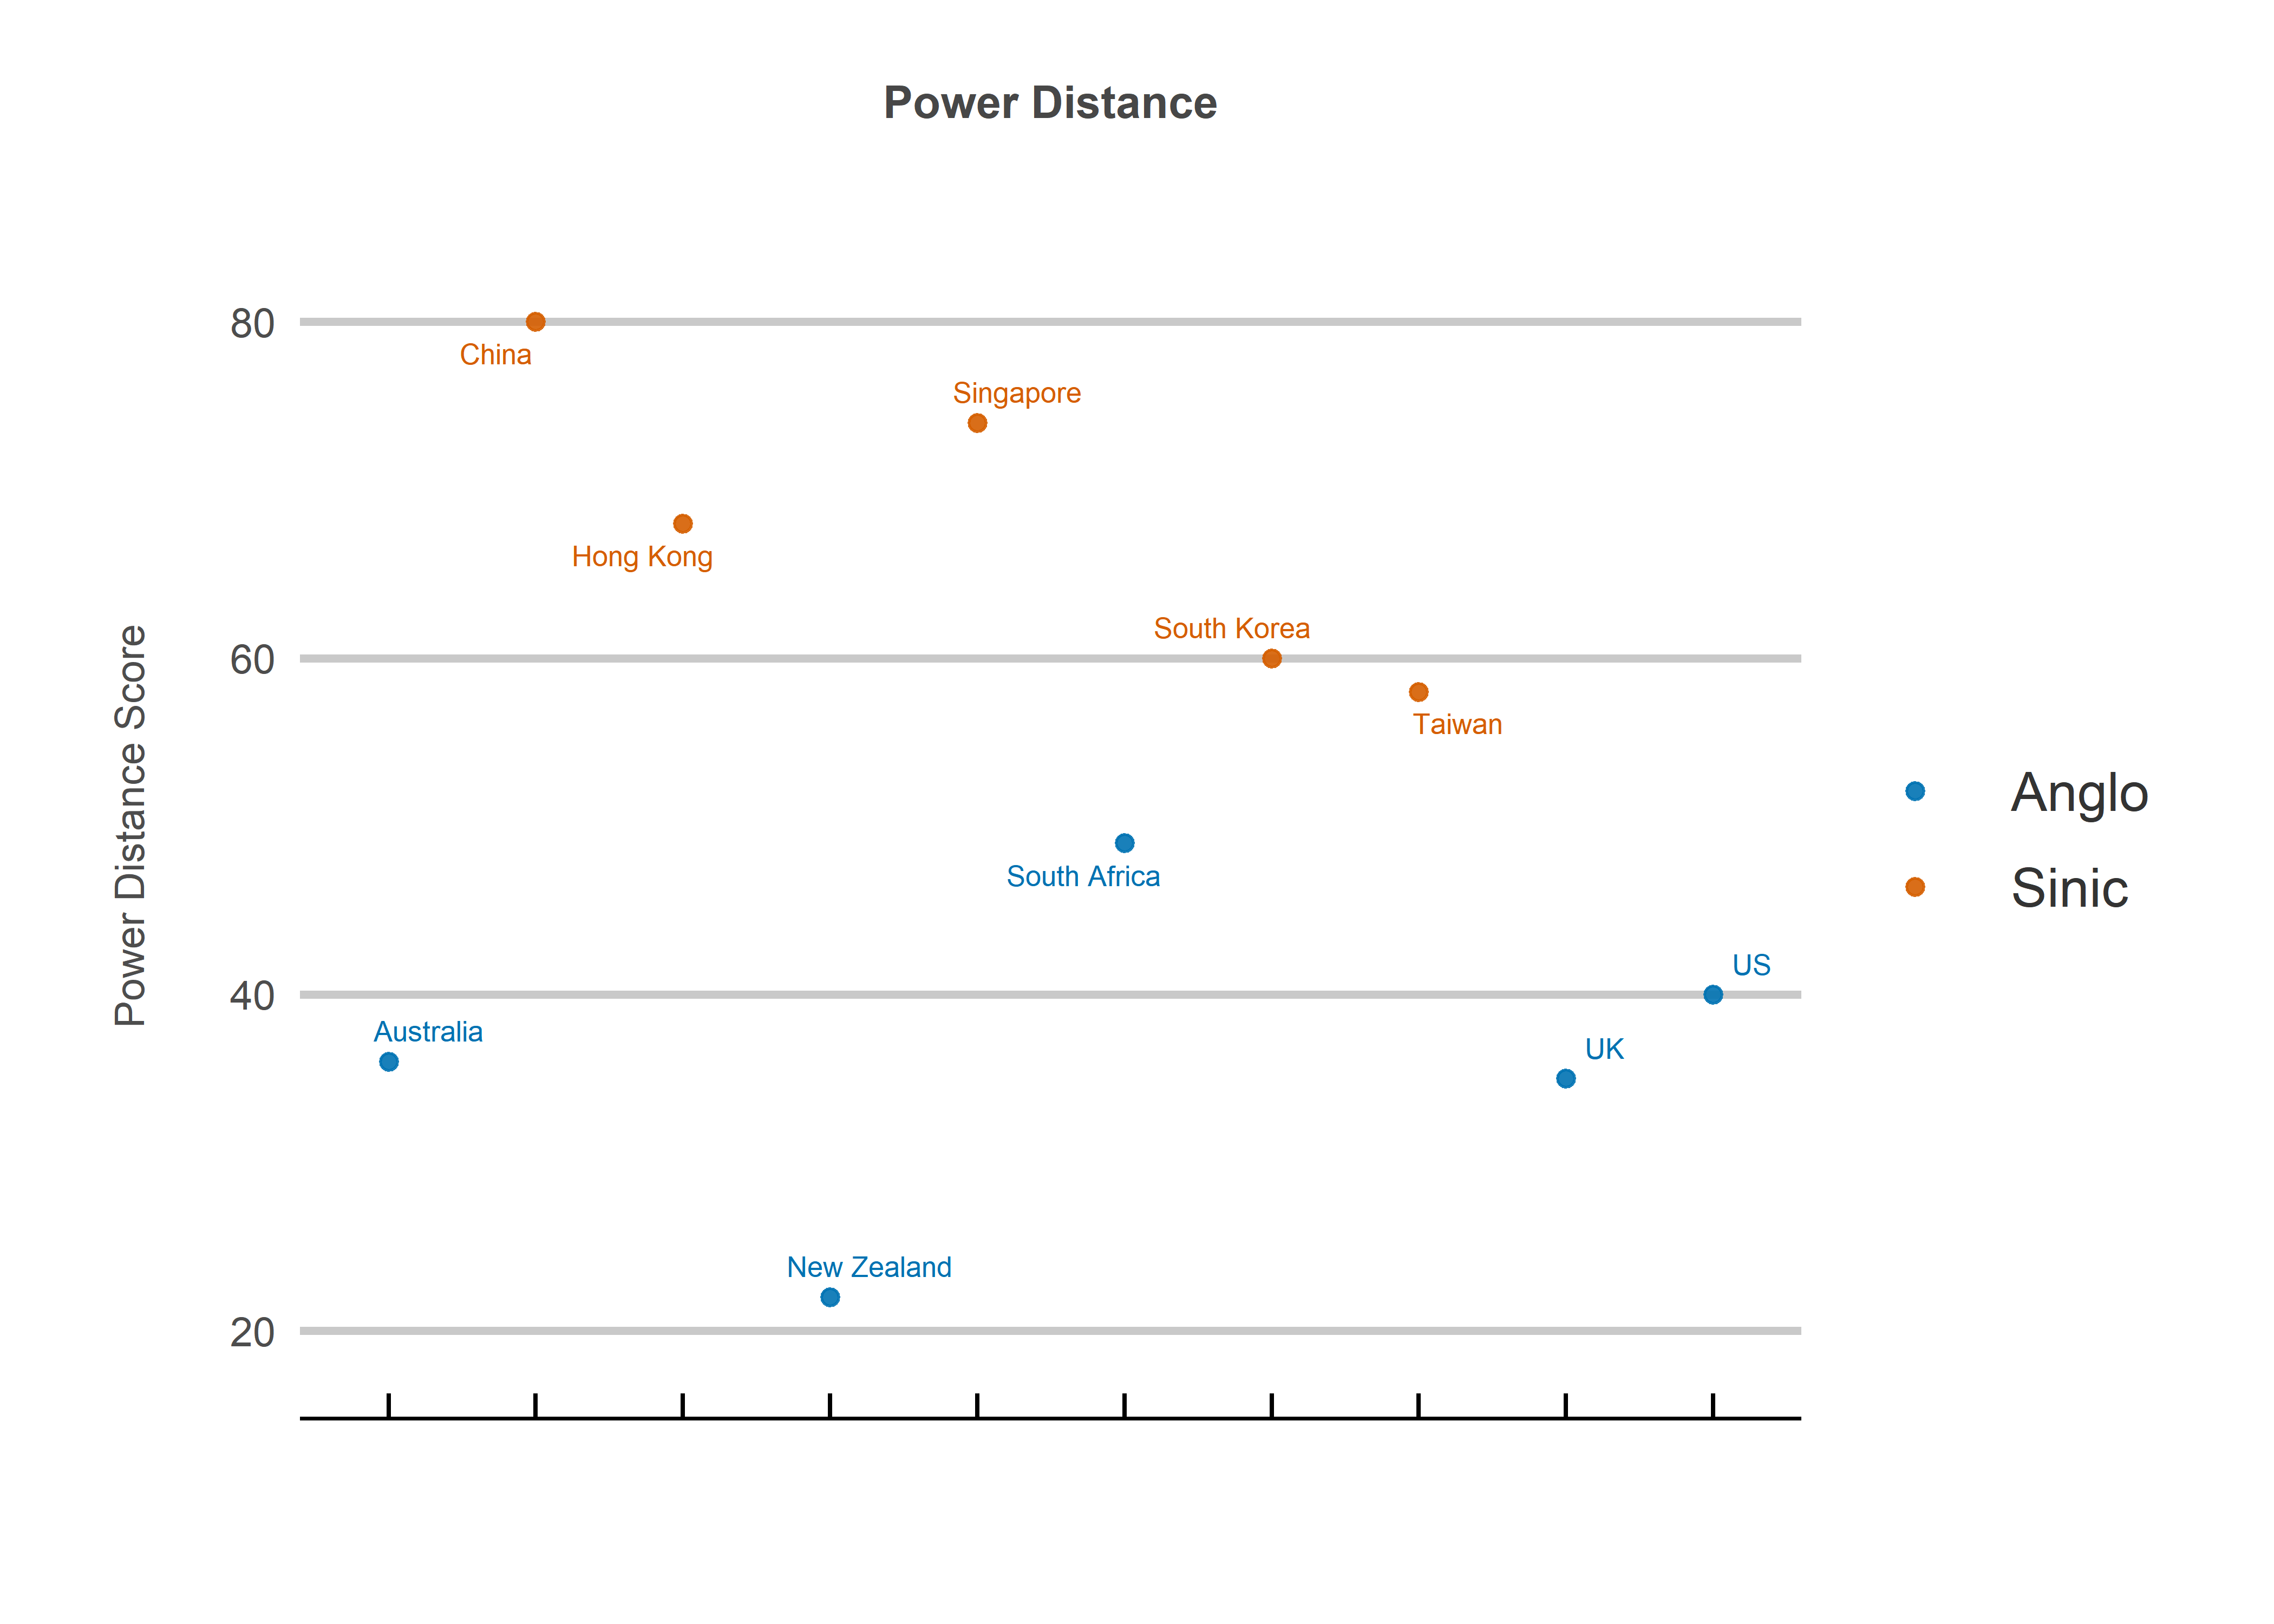 Power Distance
80
China
Singapore
Hong Kong
South Korea
60
Taiwan
Power Distance Score
Anglo
South Africa
Sinic
US
40
Australia
UK
New Zealand
20